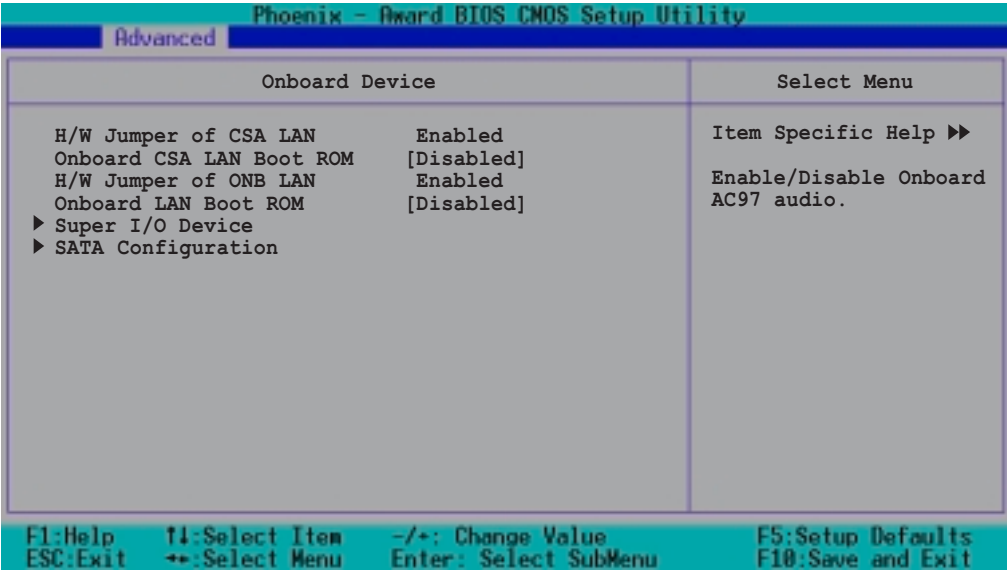 Phoenix - Award BIOS CMOS Setup Utility
Advanced
Onboard Device
H/W Jumper of CSA LAN Enabled
Onboard CSA LAN Boot ROM [Disabled]
H/W Jumper of ONB LAN Enabled
Onboard LAN Boot ROM [Disabled]
▶ Super I/O Device
▶ SATA Configuration
Select Menu
Item Specific Help ▶▶
Enable/Disable Onboard
AC97 audio.
F1:Help ↑↓:Select Item -/+: Change Value F5:Setup Defaults
ESC:Exit ←→:Select Menu Enter: Select SubMenu F10:Save and Exit